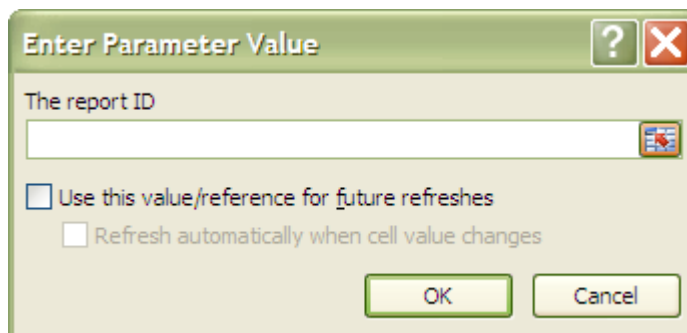 Enter Parameter Value
The report ID
Use this value/reference for future refreshes
Refresh automatically when cell value changes
OK Cancel